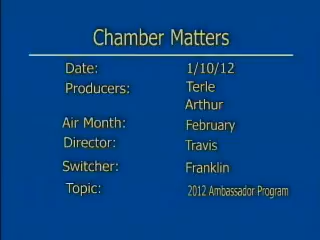 Chamber Matters
Date: 1/10/12
Producers: Terle
Arthur
Air Month: February
Director: Travis
Switcher: Franklin
Topic: 2012 Ambassador Program